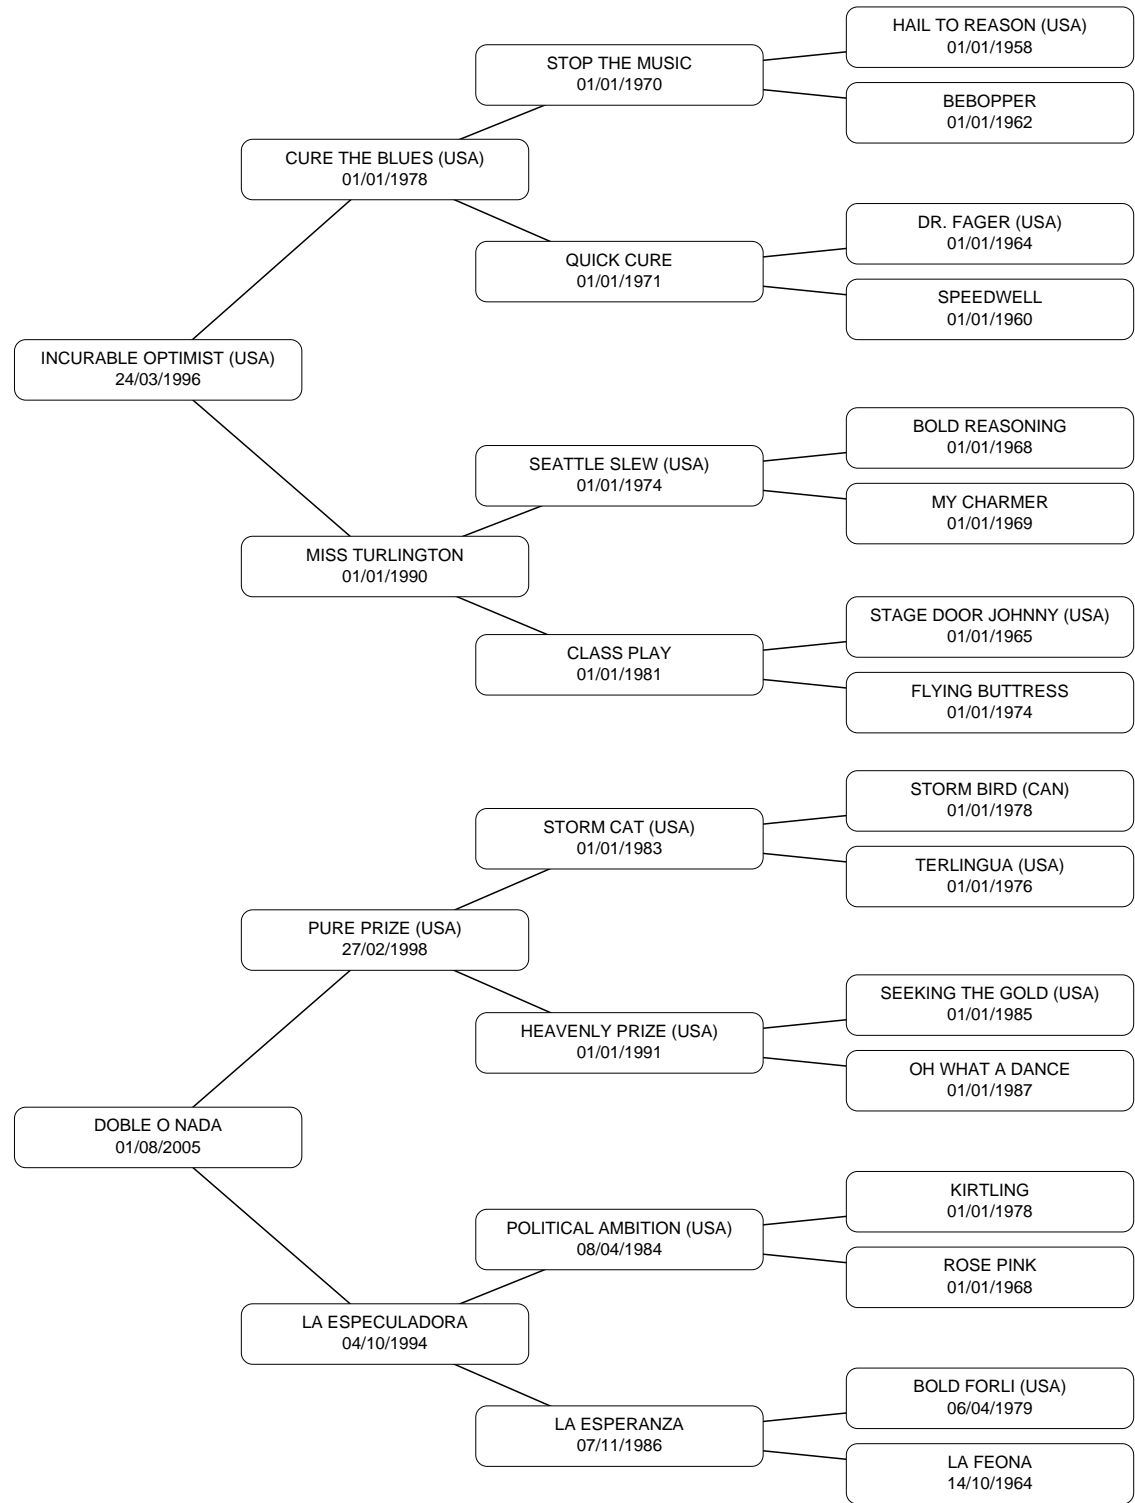 HAIL TO REASON (USA)
01/01/1958
STOP THE MUSIC
01/01/1970
BEBOPPER
01/01/1962
CURE THE BLUES (USA)
01/01/1978
DR. FAGER (USA)
01/01/1964
QUICK CURE
01/01/1971
SPEEDWELL
01/01/1960
INCURABLE OPTIMIST (USA)
24/03/1996
BOLD REASONING
01/01/1968
SEATTLE SLEW (USA)
01/01/1974
MY CHARMER
01/01/1969
MISS TURLINGTON
01/01/1990
STAGE DOOR JOHNNY (USA)
01/01/1965
CLASS PLAY
01/01/1981
FLYING BUTTRESS
01/01/1974
STORM BIRD (CAN)
01/01/1978
STORM CAT (USA)
01/01/1983
TERLINGUA (USA)
01/01/1976
PURE PRIZE (USA)
27/02/1998
SEEKING THE GOLD (USA)
01/01/1985
HEAVENLY PRIZE (USA)
01/01/1991
OH WHAT A DANCE
01/01/1987
DOBLE O NADA
01/08/2005
KIRTLING
01/01/1978
POLITICAL AMBITION (USA)
08/04/1984
ROSE PINK
01/01/1968
LA ESPECULADORA
04/10/1994
BOLD FORLI (USA)
06/04/1979
LA ESPERANZA
07/11/1986
LA FEONA
14/10/1964